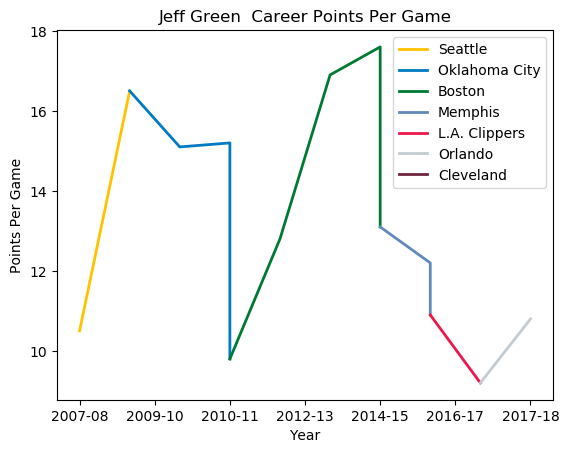 Jeff Green  Career Points Per Game
18
16
14
12
10
Points Per Game
Seattle
Oklahoma City
Boston
Memphis
L.A. Clippers
Orlando
Cleveland
2007-08 2009-10 2010-11 2012-13 2014-15 2016-17 2017-18
Year